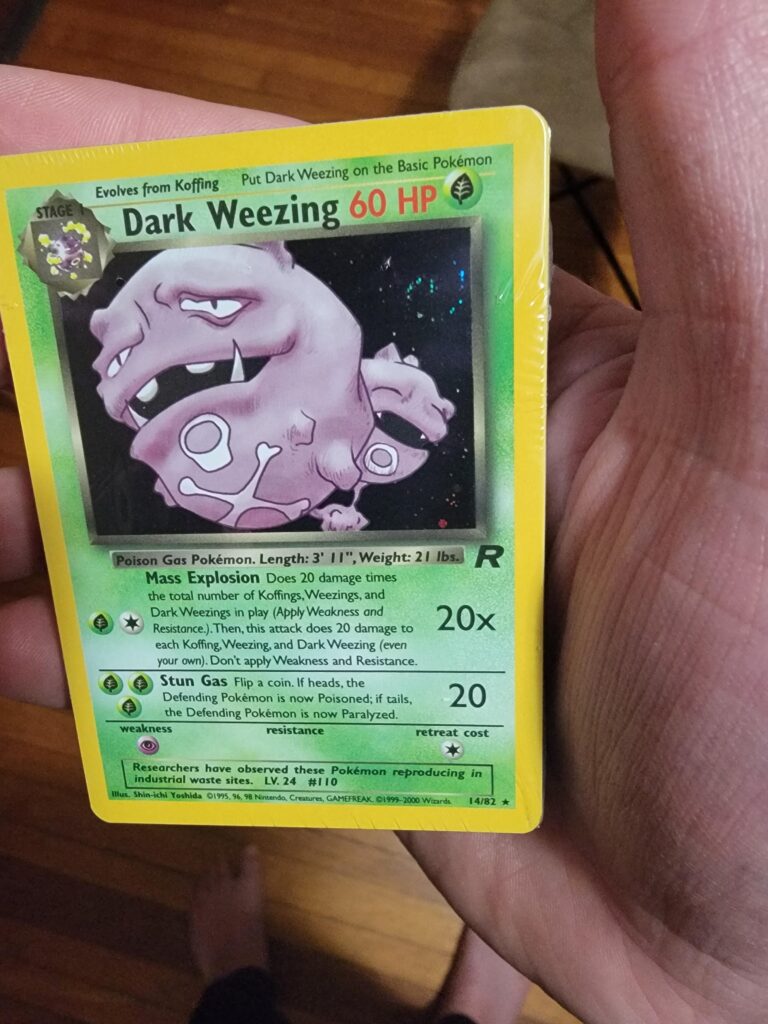 Evolves from Koffing Put Dark Weezing on the Basic Pokémon
STAGE 1
Dark Weezing 60 HP
Poison Gas Pokémon. Length: 3' 11", Weight: 21 lbs.
R
Mass Explosion Does 20 damage times
the total number of Koffings, Weezings, and
Dark Weezings in play (Apply Weakness and
Resistance.). Then, this attack does 20 damage to
each Koffing, Weezing, and Dark Weezing (even
your own). Don't apply Weakness and Resistance.
20x
Stun Gas Flip a coin. If heads, the
Defending Pokémon is now Poisoned; if tails,
the Defending Pokémon is now Paralyzed.
20
weakness resistance retreat cost
Researchers have observed these Pokémon reproducing in
industrial waste sites. LV. 24 #110
Illus. Shin-ichi Yoshida ©1995, 96, 98 Nintendo, Creatures, GAMEFREAK. ©1999-2000 Wizards. 14/82 ★